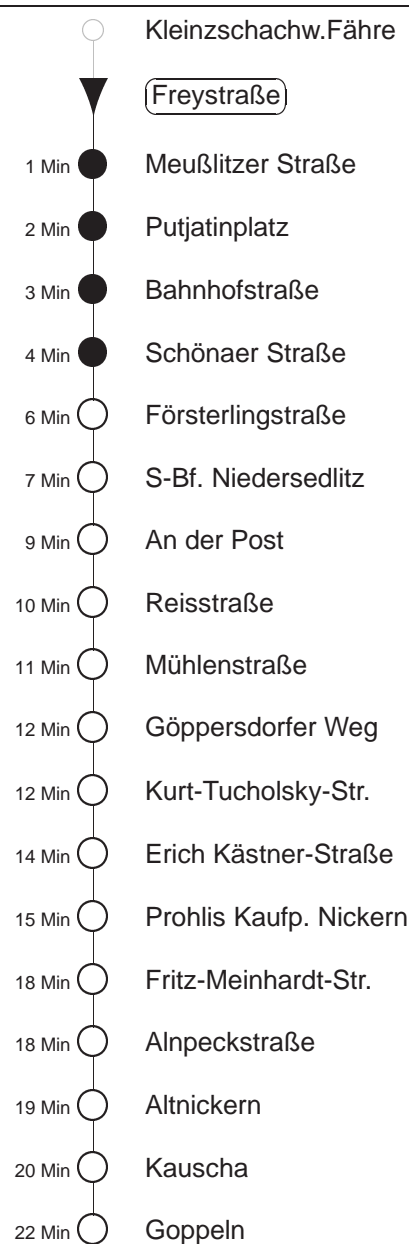 Kleinzschachw.Fähre
Freystraße
1 Min Meußlitzer Straße
2 Min Putjatinplatz
3 Min Bahnhofstraße
4 Min Schönaer Straße
6 Min Försterlingstraße
7 Min S-Bf. Niedersedlitz
9 Min An der Post
10 Min Reisstraße
11 Min Mühlenstraße
12 Min Göppersdorfer Weg
12 Min Kurt-Tucholsky-Str.
14 Min Erich Kästner-Straße
15 Min Prohlis Kaufp. Nickern
18 Min Fritz-Meinhardt-Str.
18 Min Alnpeckstraße
19 Min Altnickern
20 Min Kauscha
22 Min Goppeln